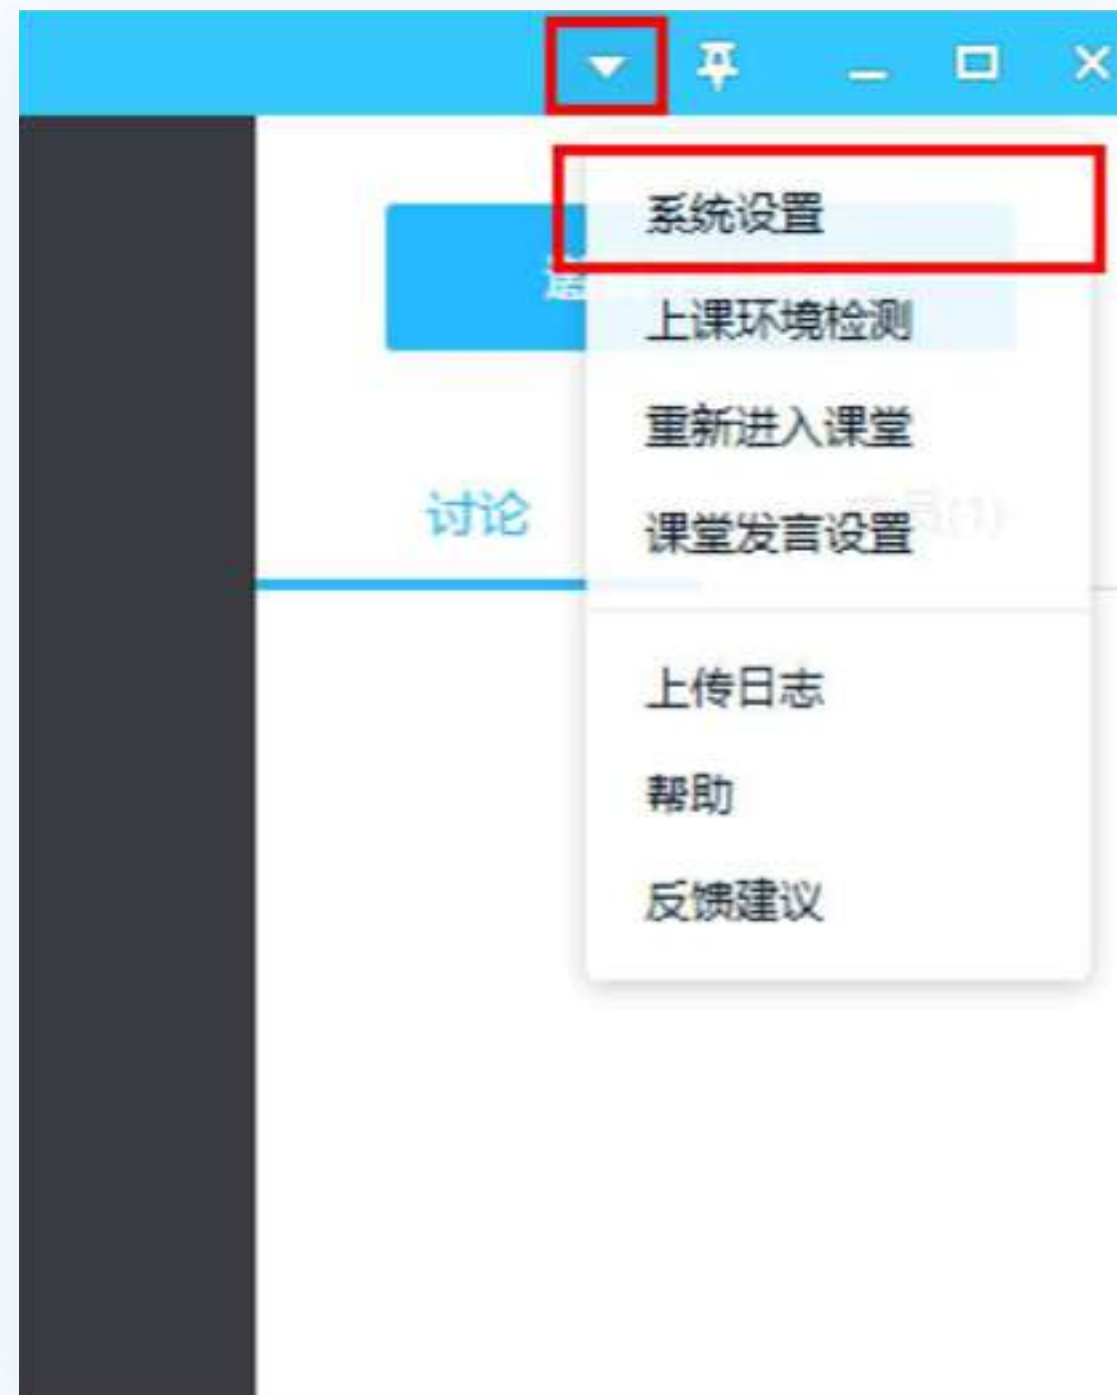 系统设置
上课环境检测
重新进入课堂
讨论
课堂发言设置
上传日志
帮助
反馈建议